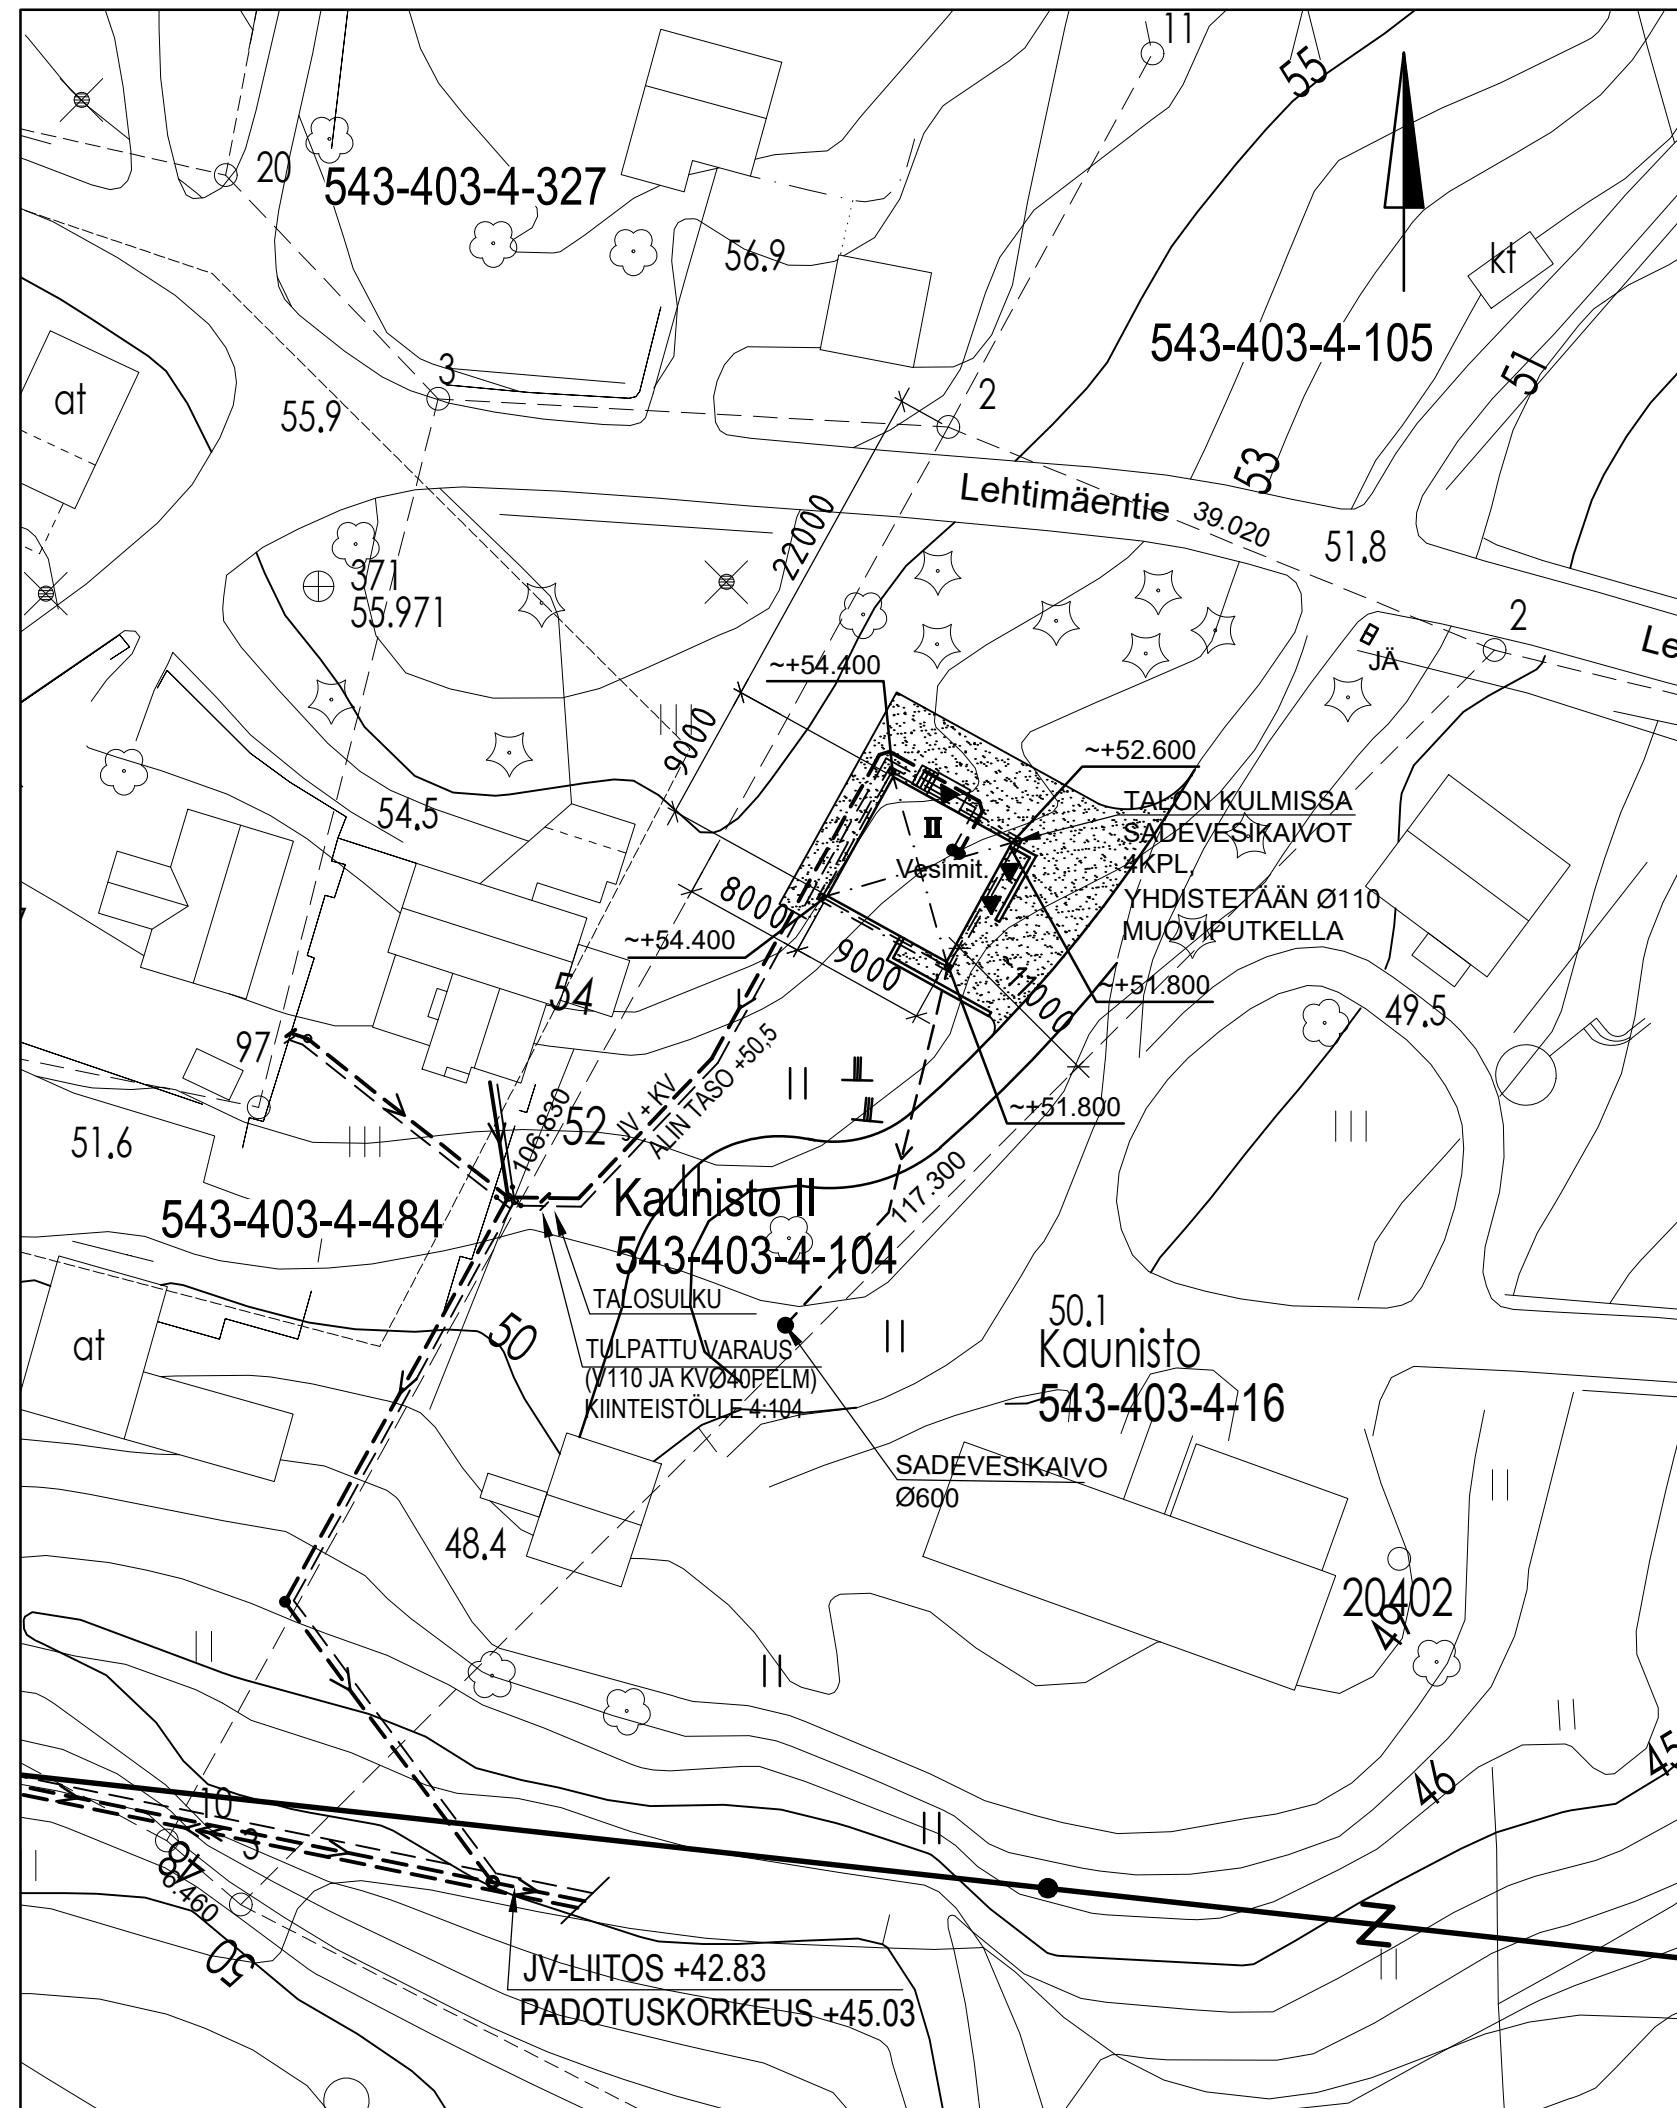 11
55
20
543-403-4-327
56.9
kt
543-403-4-105
51
3
2
at
55.9
53
Lehtimäentie
39.020
51.8
22000
371
55.971
2
JÄ
Le
~+54.400
9000
~+52.600
TALON KULMISSA
SADEVESIKAIVOT
4KPL,
YHDISTETÄÄN Ø110
MUOVIPUTKELLA
54.5
II
Vesimit.
8000
~+54.400
9000
~+51.800
54
49.5
97
JV + KV
ALIN TASO +50,5
106.830
52
~+51.800
51.6
117.300
543-403-4-484
Kaunisto II
543-403-4-104
TALOSULKU
50
50.1
Kaunisto
543-403-4-16
at
TULPATTU VARAUS
(V110 JA KVØ40PELM)
KIINTEISTÖLLE 4:104
SADEVESIKAIVO
Ø600
48.4
20402
49
45
46
10
3
48
6.460
50
JV-LIITOS +42.83
PADOTUSKORKEUS +45.03